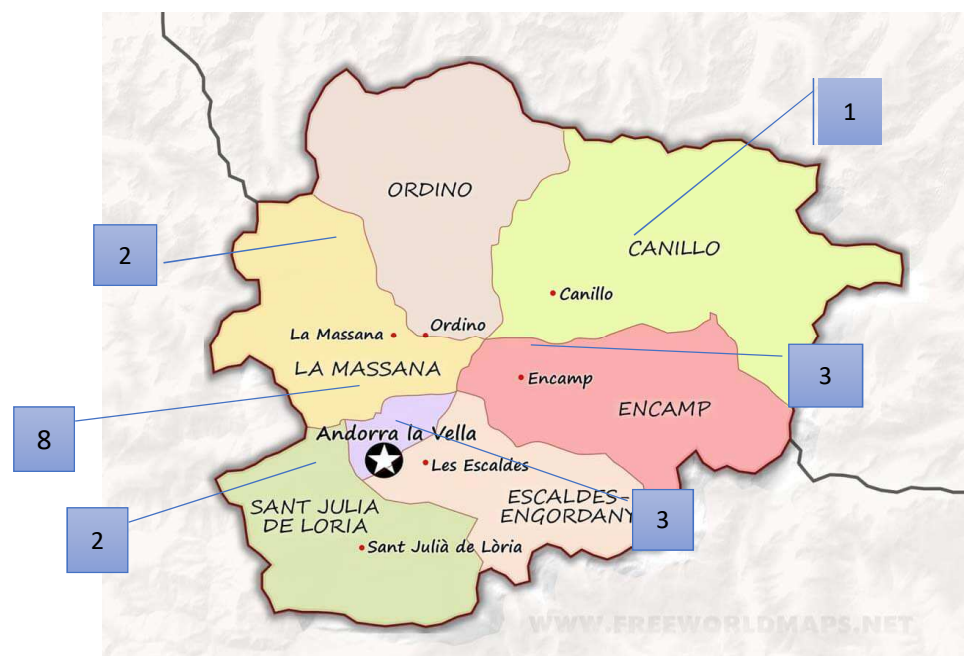 1
ORDINO
2
CANILLO
Canillo
Ordino
La Massana
LA MASSANA
3
Encamp
ENCAMP
8
Andorra la Vella
Les Escaldes
ESCALDES-
ENGORDANY
SANT JULIA
DE LORIA
3
2
Sant Julià de Lòria
WWW.FREEWORLDMAPS.NET